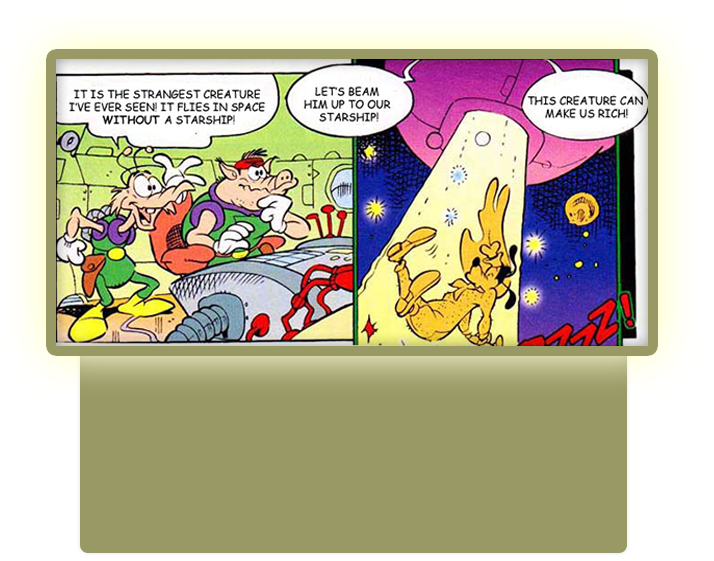 IT IS THE STRANGEST CREATURE
I'VE EVER SEEN! IT FLIES IN SPACE
WITHOUT A STARSHIP!
LET'S BEAM
HIM UP TO OUR
STARSHIP!
THIS CREATURE CAN
MAKE US RICH!
ZZZZ!